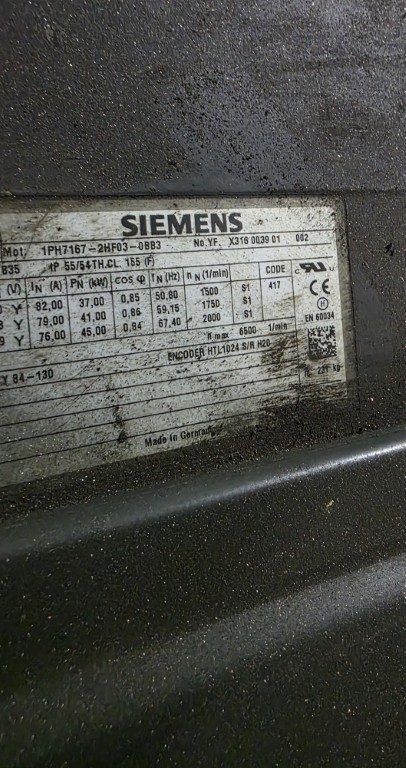 SIEMENS
Mot. 1PH7167-2HF03-0BB3 No.YF. X316 0039 01 002
B35 IP 55/54 TH.CL. 155 (F)
(V) IN (A) PN (kW) cos φ fN (Hz) nN (1/min) CODE
Y 82,00 37,00 0,85 50,80 1500 S1 417
Y 79,00 41,00 0,85 59,15 1750 S1
Y 76,00 45,00 0,84 67,40 2000 S1
n max 6500 1/min EN 60034
ENCODER HTL1024 S/R H20
Y 84-130
Made in Germany